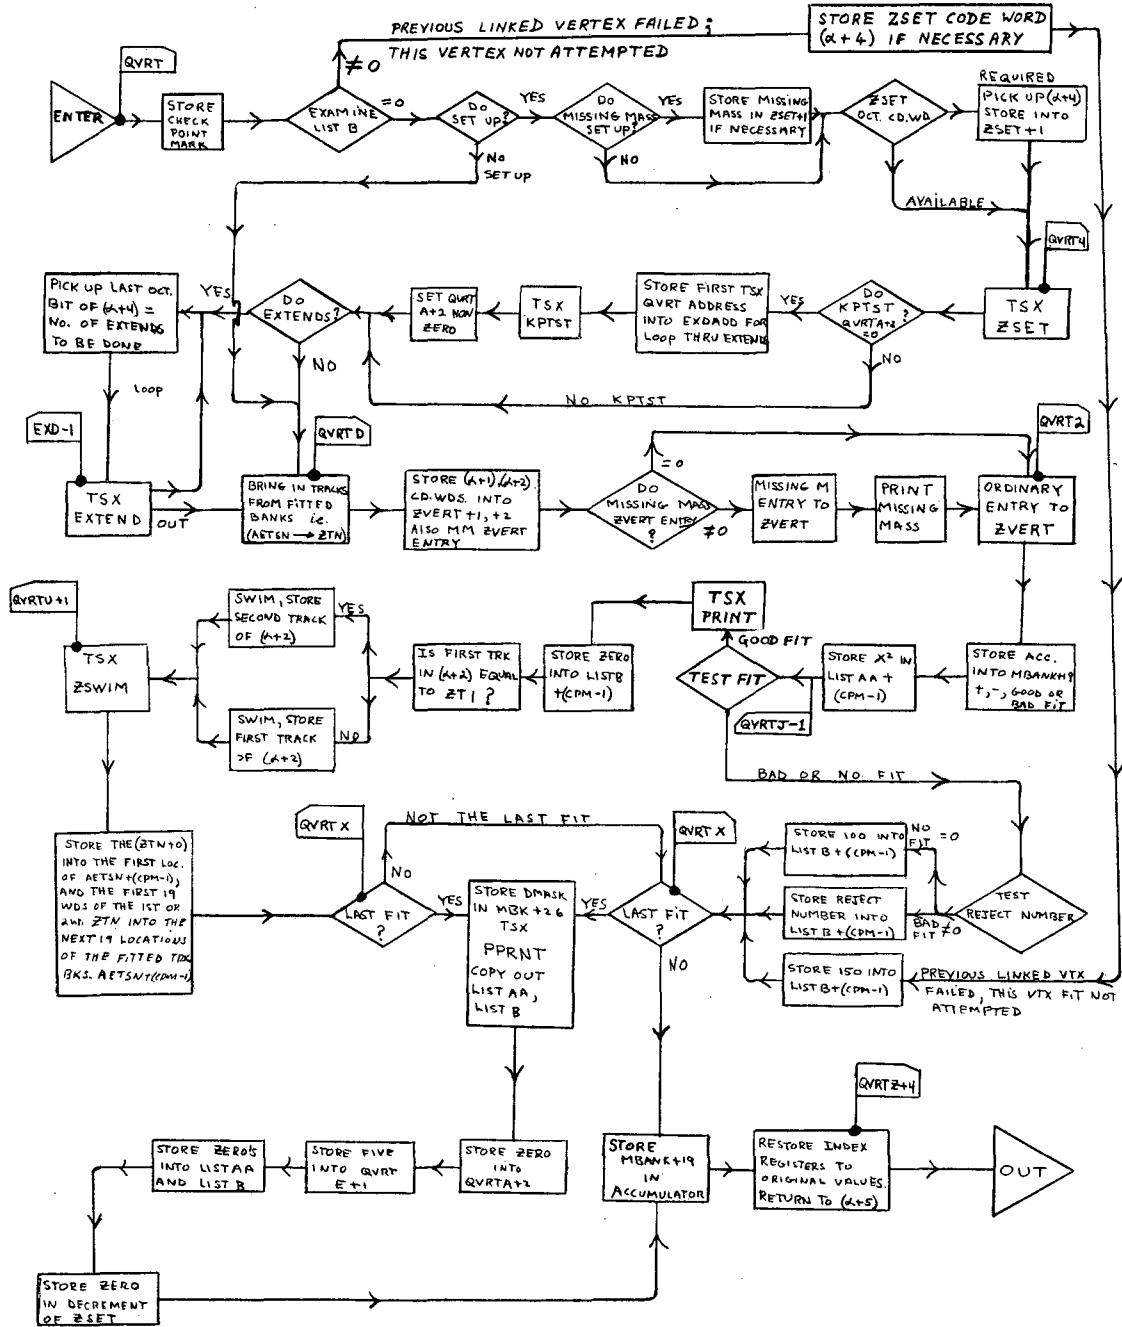 PREVIOUS LINKED VERTEX FAILED;
THIS VERTEX NOT ATTEMPTED
STORE ZSET CODE WORD
(α+4) IF NECESSARY
QVRT
≠0
ENTER
STORE
CHECK
POINT
MARK
EXAMINE
LIST B
=0
DO
SET UP?
YES
NO
SET UP
DO
MISSING MASS
SET UP?
YES
NO
STORE MISSING
MASS IN ZSET+1
IF NECESSARY
ZSET
OCT. CD.WD
REQUIRED
PICK UP (α+4)
STORE INTO
ZSET+1
AVAILABLE
QVRT4
TSX
ZSET
DO
KPTST ?
QVRTA+2
=0
YES
NO
STORE FIRST TSX
QVRT ADDRESS
INTO EXDADD FOR
LOOP THRU EXTENDS
TSX
KPTST
SET QVRT
A+2 NON
ZERO
DO
EXTENDS?
YES
NO
PICK UP LAST OCT.
BIT OF (α+4) =
NO. OF EXTENDS
TO BE DONE
LOOP
NO KPTST
EXD-1
TSX
EXTEND
OUT
QVRTD
BRING IN TRACKS
FROM FITTED
BANKS i.e.
(AETSN → ZTN)
STORE (α+1),(α+2)
CD.WDS. INTO
ZVERT+1,+2
ALSO MM ZVERT
ENTRY
=0
DO
MISSING MASS
ZVERT ENTRY
?
≠0
MISSING M
ENTRY TO
ZVERT
PRINT
MISSING
MASS
QVRT2
ORDINARY
ENTRY TO
ZVERT
QVRTU+1
TSX
ZSWIM
SWIM, STORE
SECOND TRACK
OF (α+2)
YES
SWIM, STORE
FIRST TRACK
OF (α+2)
NO
IS FIRST TRK
IN (α+2) EQUAL
TO ZT1 ?
STORE ZERO
INTO LIST B
+(CPM-1)
TSX
PRINT
GOOD FIT
TEST FIT
QVRTJ-1
STORE X² IN
LIST AA +
(CPM-1)
STORE ACC.
INTO MBANK+19
+,-, GOOD OR
BAD FIT
BAD OR NO FIT
STORE THE (ZTN+0)
INTO THE FIRST LOC.
OF AETSN+(CPM-1),
AND THE FIRST 19
WDS OF THE 1ST OR
2ND ZTN INTO THE
NEXT 19 LOCATIONS
OF THE FITTED TRK
BKS. AETSN+(CPM-1)
QVRTX
NOT THE LAST FIT
NO
LAST FIT
?
YES
STORE DMASK
IN MBK+26
TSX
PPRNT
COPY OUT
LIST AA,
LIST B
YES
QVRTX
LAST FIT
?
NO
STORE 100 INTO
LIST B+(CPM-1)
NO
FIT =0
STORE REJECT
NUMBER INTO
LIST B+(CPM-1)
BAD ≠0
FIT
TEST
REJECT NUMBER
STORE 150 INTO
LIST B+(CPM-1)
PREVIOUS LINKED VTX
FAILED, THIS VTX FIT NOT
ATTEMPTED
QVRTZ+4
STORE ZERO'S
INTO LIST AA
AND LIST B
STORE FIVE
INTO QVRT
E+1
STORE ZERO
INTO
QVRTA+2
STORE
MBANK+19
IN
ACCUMULATOR
RESTORE INDEX
REGISTERS TO
ORIGINAL VALUES.
RETURN TO (α+5)
OUT
STORE ZERO
IN DECREMENT
OF ZSET